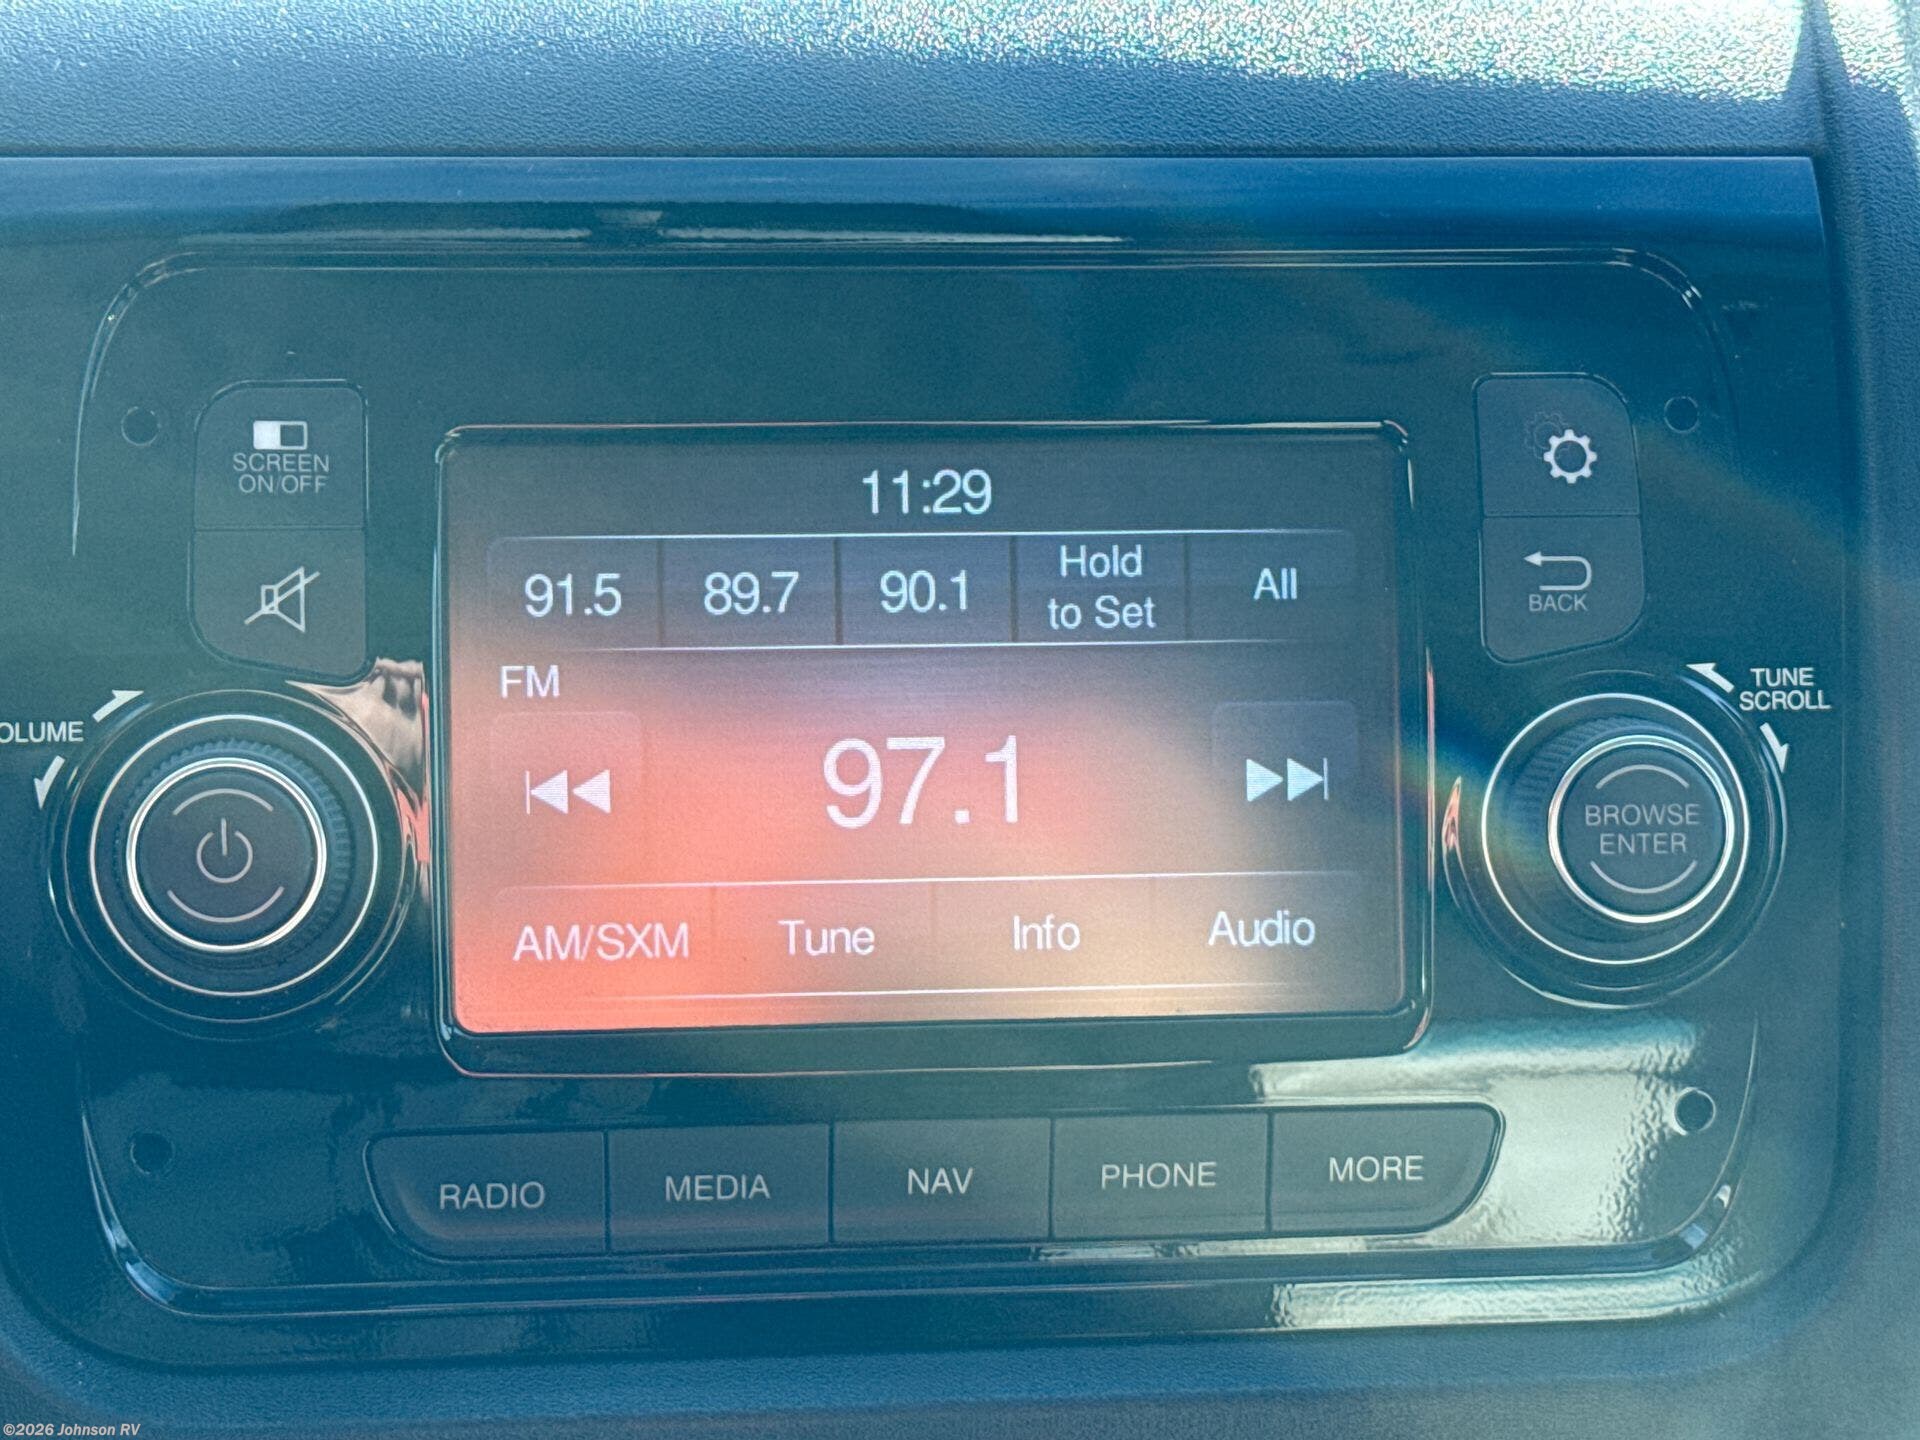 SCREEN
ON/OFF
11:29
91.5 89.7 90.1 Hold to Set All
FM
97.1
AM/SXM Tune Info Audio
BACK
OLUME
TUNE
SCROLL
BROWSE
ENTER
RADIO MEDIA NAV PHONE MORE
©2026 Johnson RV